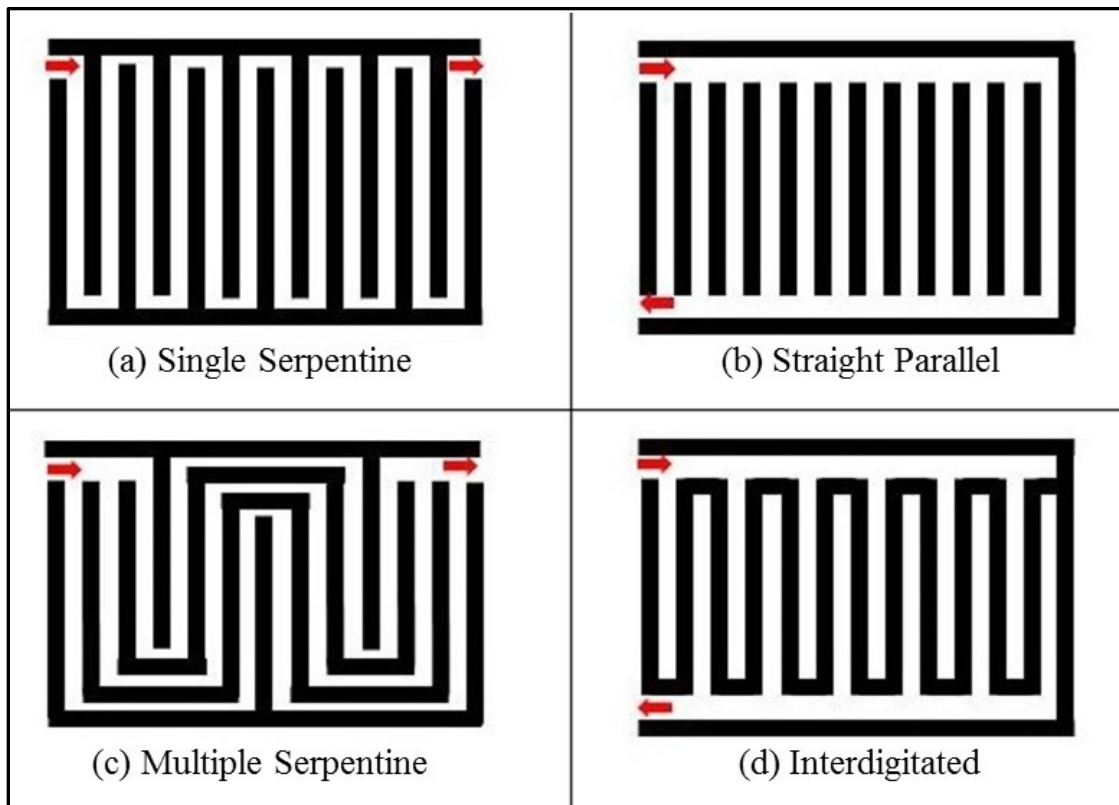 (a) Single Serpentine
(b) Straight Parallel
(c) Multiple Serpentine
(d) Interdigitated